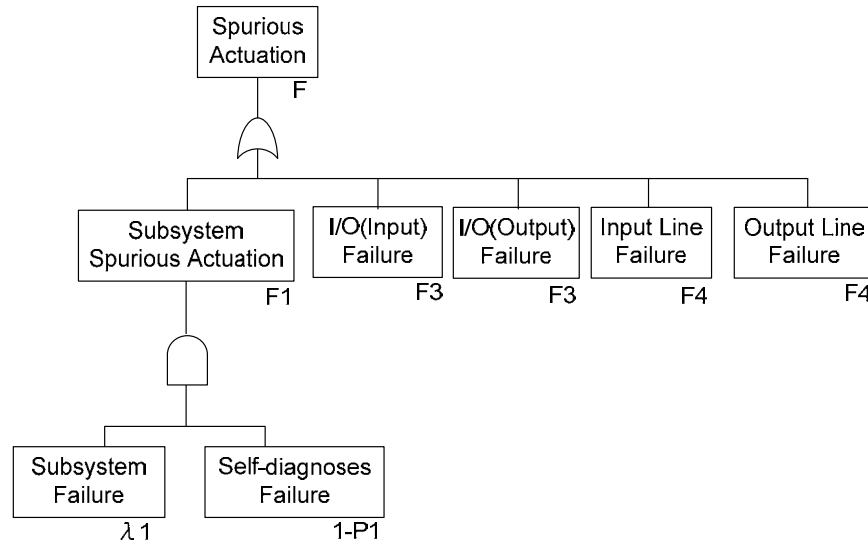 Spurious
Actuation
F
Subsystem
Spurious Actuation
F1
I/O(Input)
Failure
F3
I/O(Output)
Failure
F3
Input Line
Failure
F4
Output Line
Failure
F4
Subsystem
Failure
λ1
Self-diagnoses
Failure
1-P1